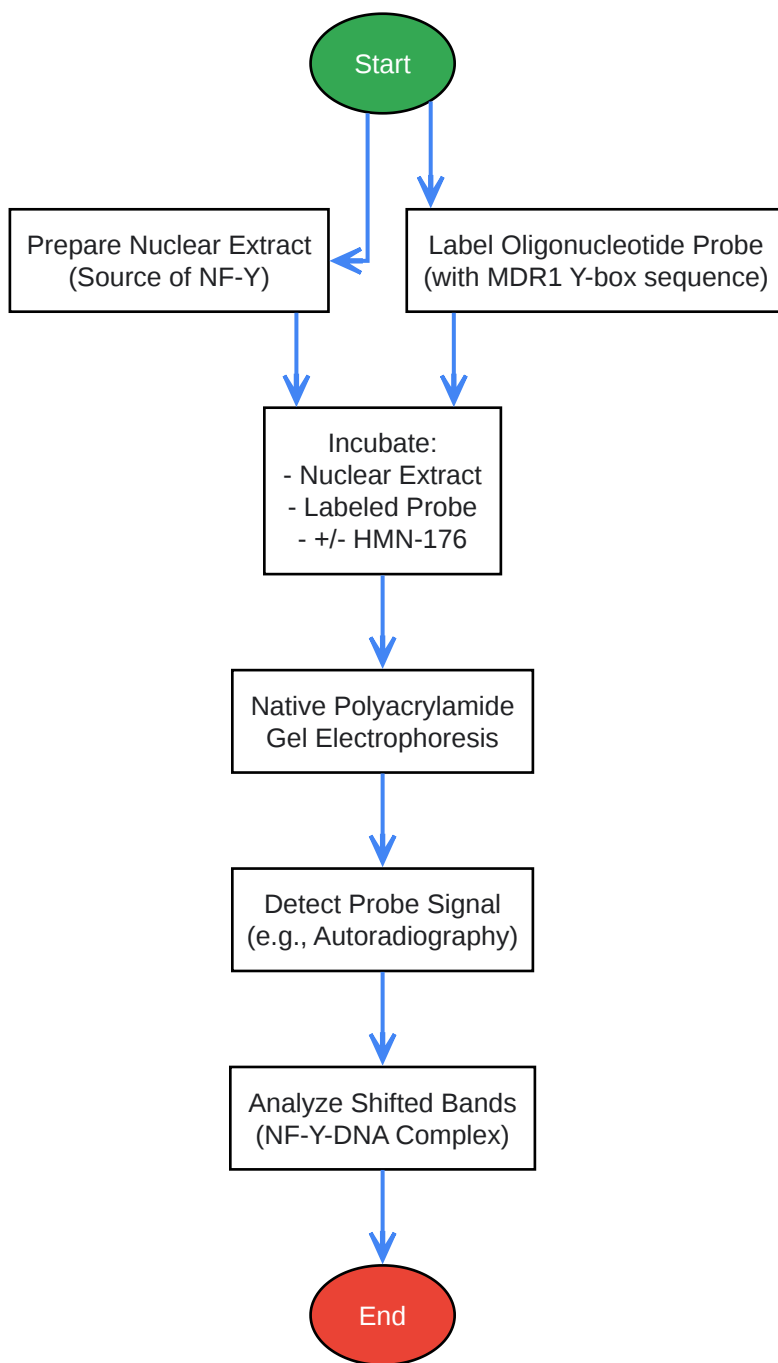 Start
Prepare Nuclear Extract
(Source of NF-Y)
Label Oligonucleotide Probe
(with MDR1 Y-box sequence)
Incubate:
- Nuclear Extract
- Labeled Probe
- +/- HMN-176
Native Polyacrylamide
Gel Electrophoresis
Detect Probe Signal
(e.g., Autoradiography)
Analyze Shifted Bands
(NF-Y-DNA Complex)
End